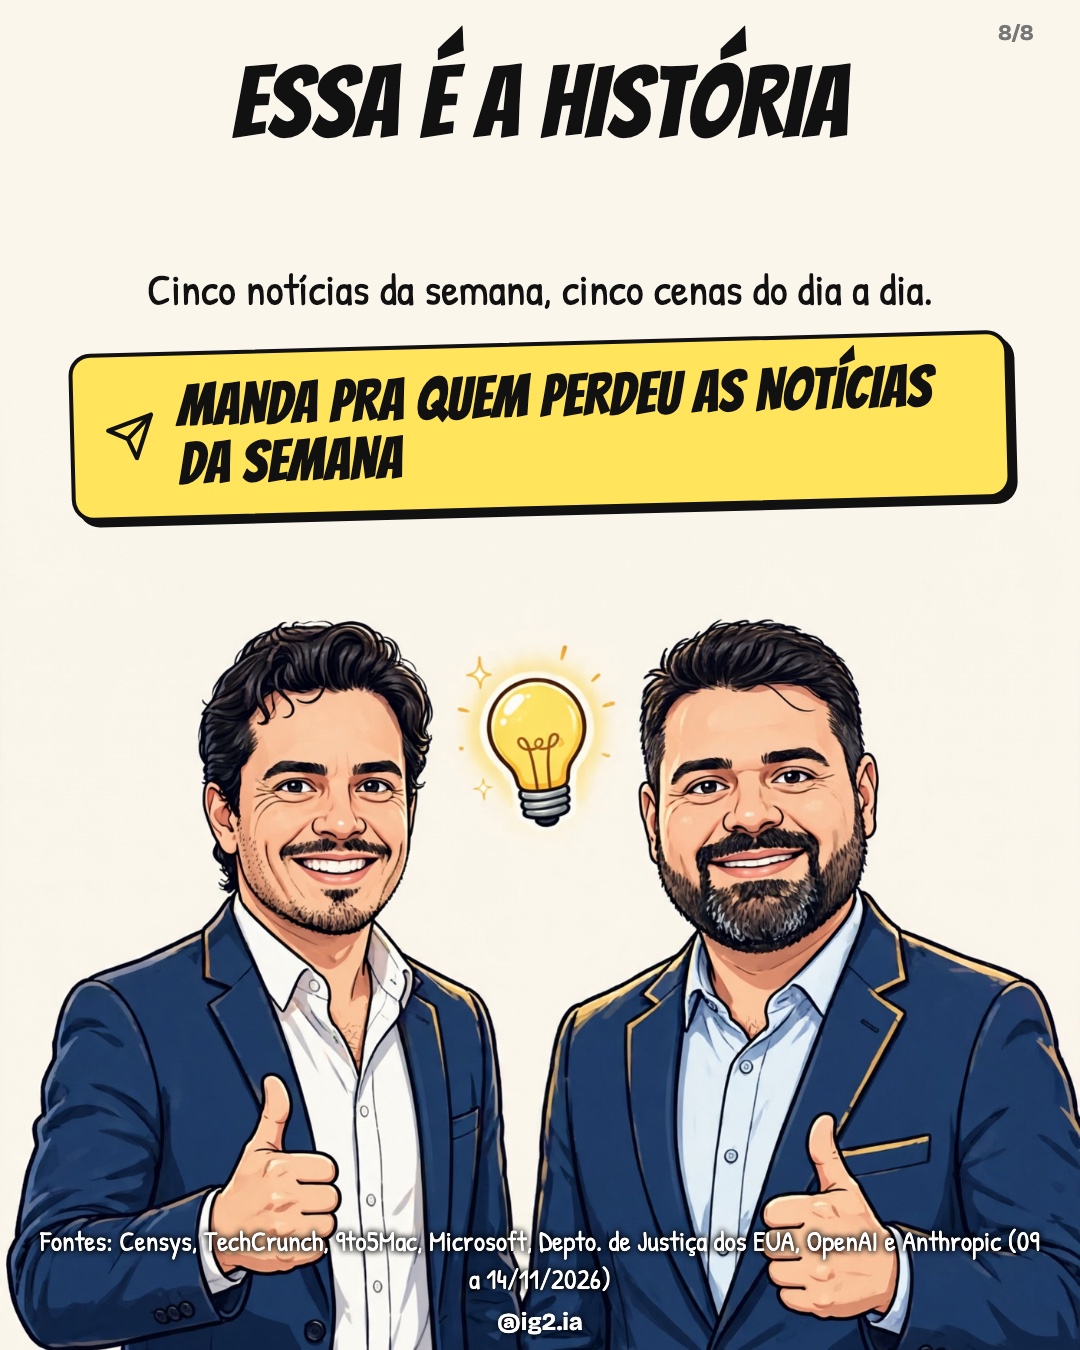 8/8
ESSA É A HISTÓRIA
Cinco notícias da semana, cinco cenas do dia a dia.
MANDA PRA QUEM PERDEU AS NOTÍCIAS
DA SEMANA
Fontes: Censys, TechCrunch, 9to5Mac, Microsoft, Depto. de Justiça dos EUA, OpenAI e Anthropic (09
a 14/11/2026)
@ig2.ia